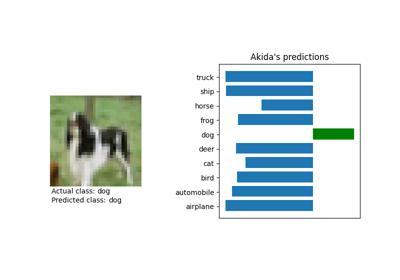 Akida's predictions
truck
ship
horse
frog
dog
deer
cat
bird
automobile
airplane
Actual class: dog
Predicted class: dog